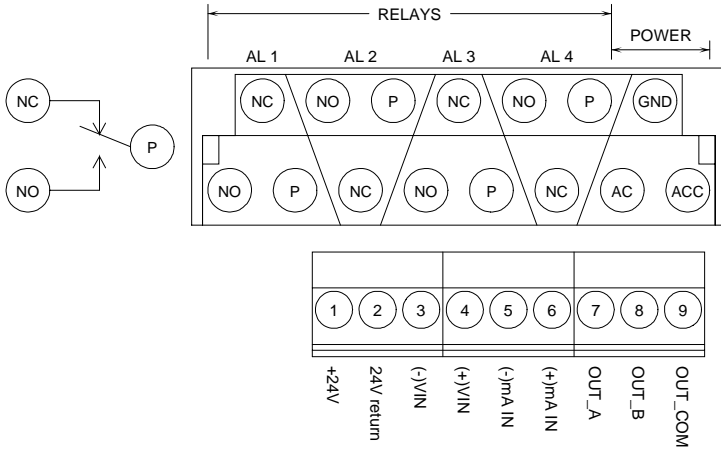 RELAYS
POWER
AL 1 AL 2 AL 3 AL 4
NC NO P NC NO P GND
NC
P
NO
NO P NC NO P NC AC ACC
1 2 3 4 5 6 7 8 9
+24V
24V return
(-)VIN
(+)VIN
(-)mA IN
(+)mA IN
OUT_A
OUT_B
OUT_COM